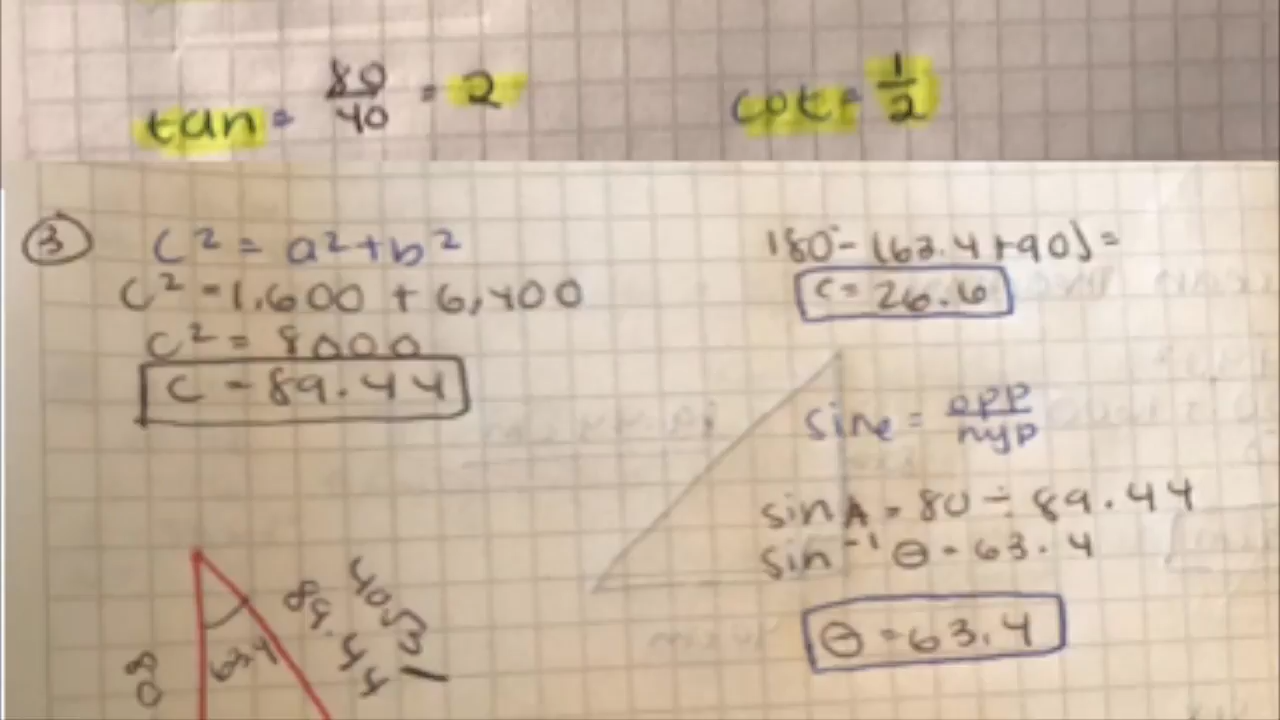 tan = 80/40 = 2
cot = 1/2
3
c² = a² + b²
c² = 1,600 + 6,400
c² = 8000
c = 89.44
180° - (63.4 + 90) =
c = 26.6
sine = opp/hyp
sin A = 80 ÷ 89.44
sin⁻¹ θ = 63.4
θ = 63.4
80
63.4
89.44